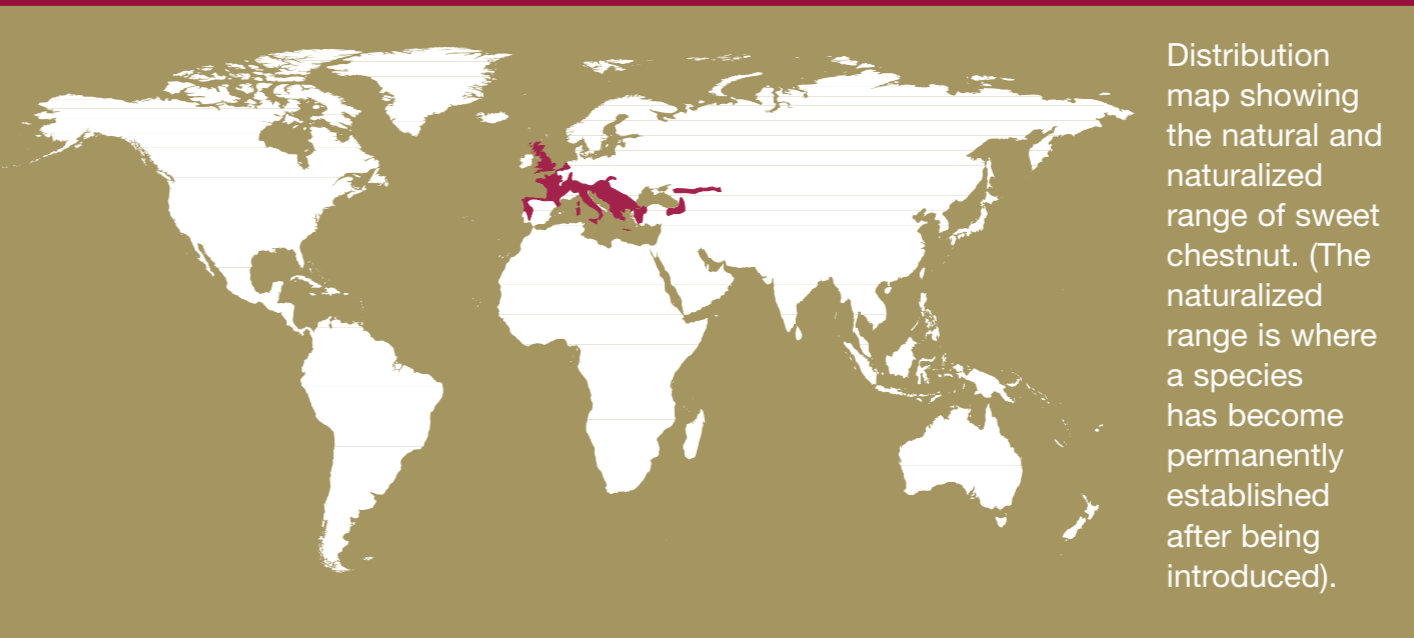 Distribution
map showing
the natural and
naturalized
range of sweet
chestnut. (The
naturalized
range is where
a species
has become
permanently
established
after being
introduced).